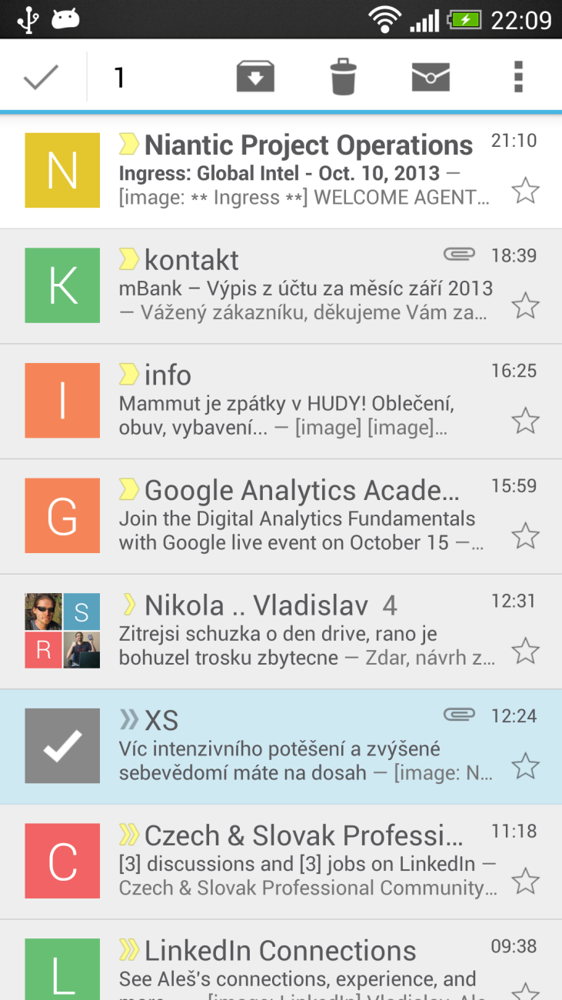 22:09
1
N
Niantic Project Operations 21:10
Ingress: Global Intel - Oct. 10, 2013 —
[image: ** Ingress **] WELCOME AGENT…
K
kontakt 18:39
mBank – Výpis z účtu za měsíc září 2013
— Vážený zákazníku, děkujeme Vám za…
I
info 16:25
Mammut je zpátky v HUDY! Oblečení,
obuv, vybavení... — [image] [image]…
G
Google Analytics Acade… 15:59
Join the Digital Analytics Fundamentals
with Google live event on October 15 —…
S
R
Nikola .. Vladislav 4 12:31
Zitrejsi schuzka o den drive, rano je
bohuzel trosku zbytecne — Zdar, návrh z…
XS 12:24
Víc intenzivního potěšení a zvýšené
sebevědomí máte na dosah — [image: N…
C
Czech & Slovak Professi… 11:18
[3] discussions and [3] jobs on LinkedIn —
Czech & Slovak Professional Community…
L
LinkedIn Connections 09:38
See Aleš's connections, experience, and
more [image: LinkedIn] Vladislav, Ale